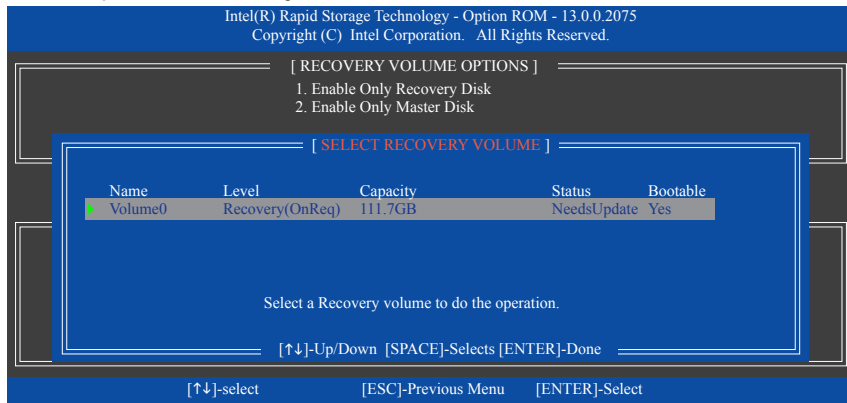 Intel(R) Rapid Storage Technology - Option ROM - 13.0.0.2075
Copyright (C) Intel Corporation. All Rights Reserved.
[ RECOVERY VOLUME OPTIONS ]
1. Enable Only Recovery Disk
2. Enable Only Master Disk
[ SELECT RECOVERY VOLUME ]
Name Level Capacity Status Bootable
Volume0 Recovery(OnReq) 111.7GB NeedsUpdate Yes
Select a Recovery volume to do the operation.
[↑↓]-Up/Down [SPACE]-Selects [ENTER]-Done
[↑↓]-select [ESC]-Previous Menu [ENTER]-Select